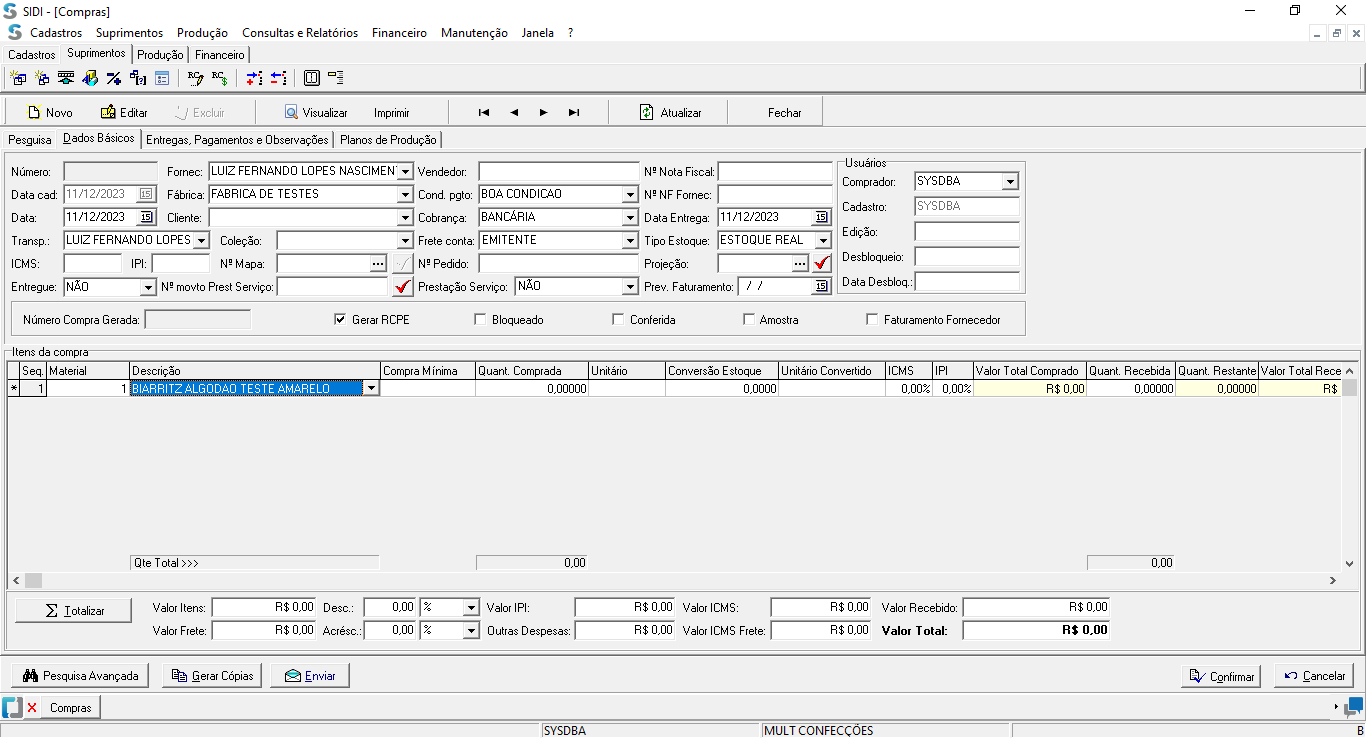 SIDI - [Compras]
Cadastros Suprimentos Produção Consultas e Relatórios Financeiro Manutenção Janela ?
Cadastros Suprimentos Produção Financeiro
Novo Editar Excluir Visualizar Imprimir Atualizar Fechar
Pesquisa Dados Básicos Entregas, Pagamentos e Observações Planos de Produção
Número: Fornec: LUIZ FERNANDO LOPES NASCIMEN Vendedor: Nº Nota Fiscal: Usuários
Data cad: 11/12/2023 15 Fábrica: FABRICA DE TESTES Cond. pgto: BOA CONDICAO Nº NF Fornec: Comprador: SYSDBA
Data: 11/12/2023 15 Cliente: Cobrança: BANCÁRIA Data Entrega: 11/12/2023 15 Cadastro: SYSDBA
Transp.: LUIZ FERNANDO LOPES Coleção: Frete conta: EMITENTE Tipo Estoque: ESTOQUE REAL Edição:
ICMS: IPI: Nº Mapa: ... Nº Pedido: Projeção: ... Desbloqueio:
Entregue: NÃO Nº movto Prest Serviço: Prestação Serviço: NÃO Prev. Faturamento: / / 15 Data Desbloq.:
Número Compra Gerada: Gerar RCPE Bloqueado Conferida Amostra Faturamento Fornecedor
Itens da compra
Seq. Material Descrição Compra Mínima Quant. Comprada Unitário Conversão Estoque Unitário Convertido ICMS IPI Valor Total Comprado Quant. Recebida Quant. Restante Valor Total Rece
* 1 1 BIARRITZ ALGODAO TESTE AMARELO 0,00000 0,0000 0,00% 0,00% R$ 0,00 0,00000 0,00000 R$
Qte Total >>> 0,00 0,00
Σ Totalizar Valor Itens: R$ 0,00 Desc.: 0,00 % Valor IPI: R$ 0,00 Valor ICMS: R$ 0,00 Valor Recebido: R$ 0,00
Valor Frete: R$ 0,00 Acrésc.: 0,00 % Outras Despesas: R$ 0,00 Valor ICMS Frete: R$ 0,00 Valor Total: R$ 0,00
Pesquisa Avançada Gerar Cópias Enviar Confirmar Cancelar
Compras
SYSDBA MULT CONFECÇÕES B